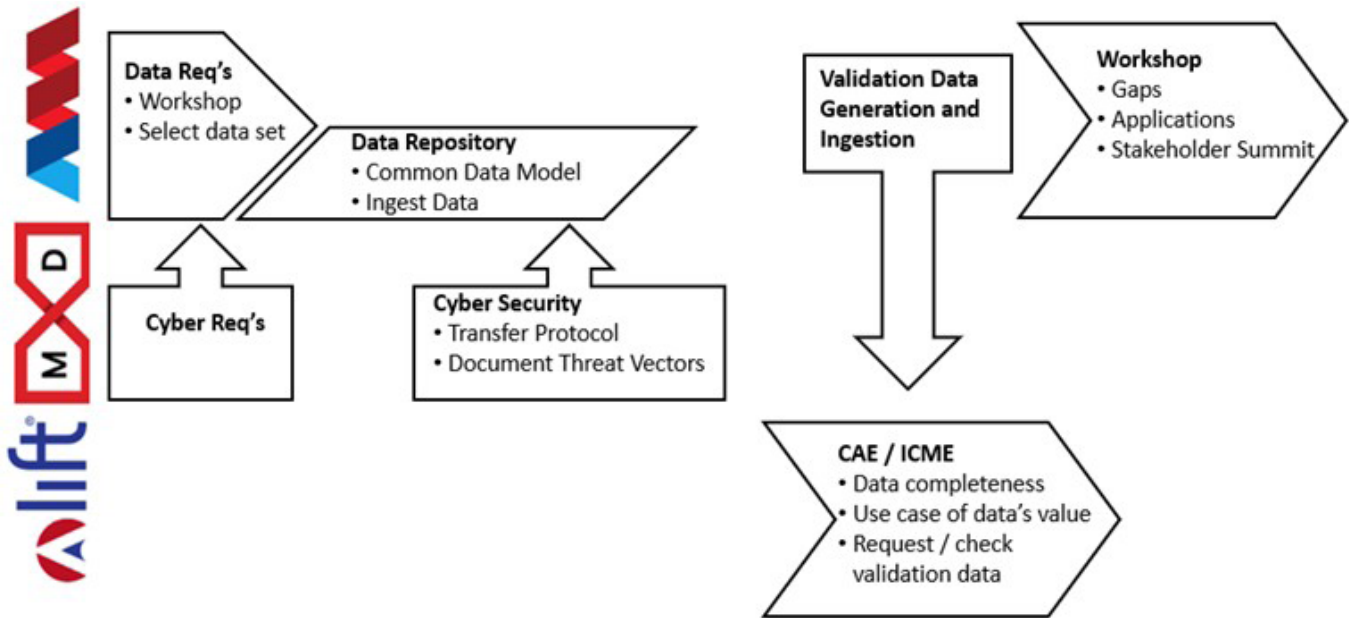 Data Req's
• Workshop
• Select data set
Data Repository
• Common Data Model
• Ingest Data
Validation Data
Generation and
Ingestion
Workshop
• Gaps
• Applications
• Stakeholder Summit
M D
Cyber Req's
Cyber Security
• Transfer Protocol
• Document Threat Vectors
lift®
CAE / ICME
• Data completeness
• Use case of data's value
• Request / check
validation data